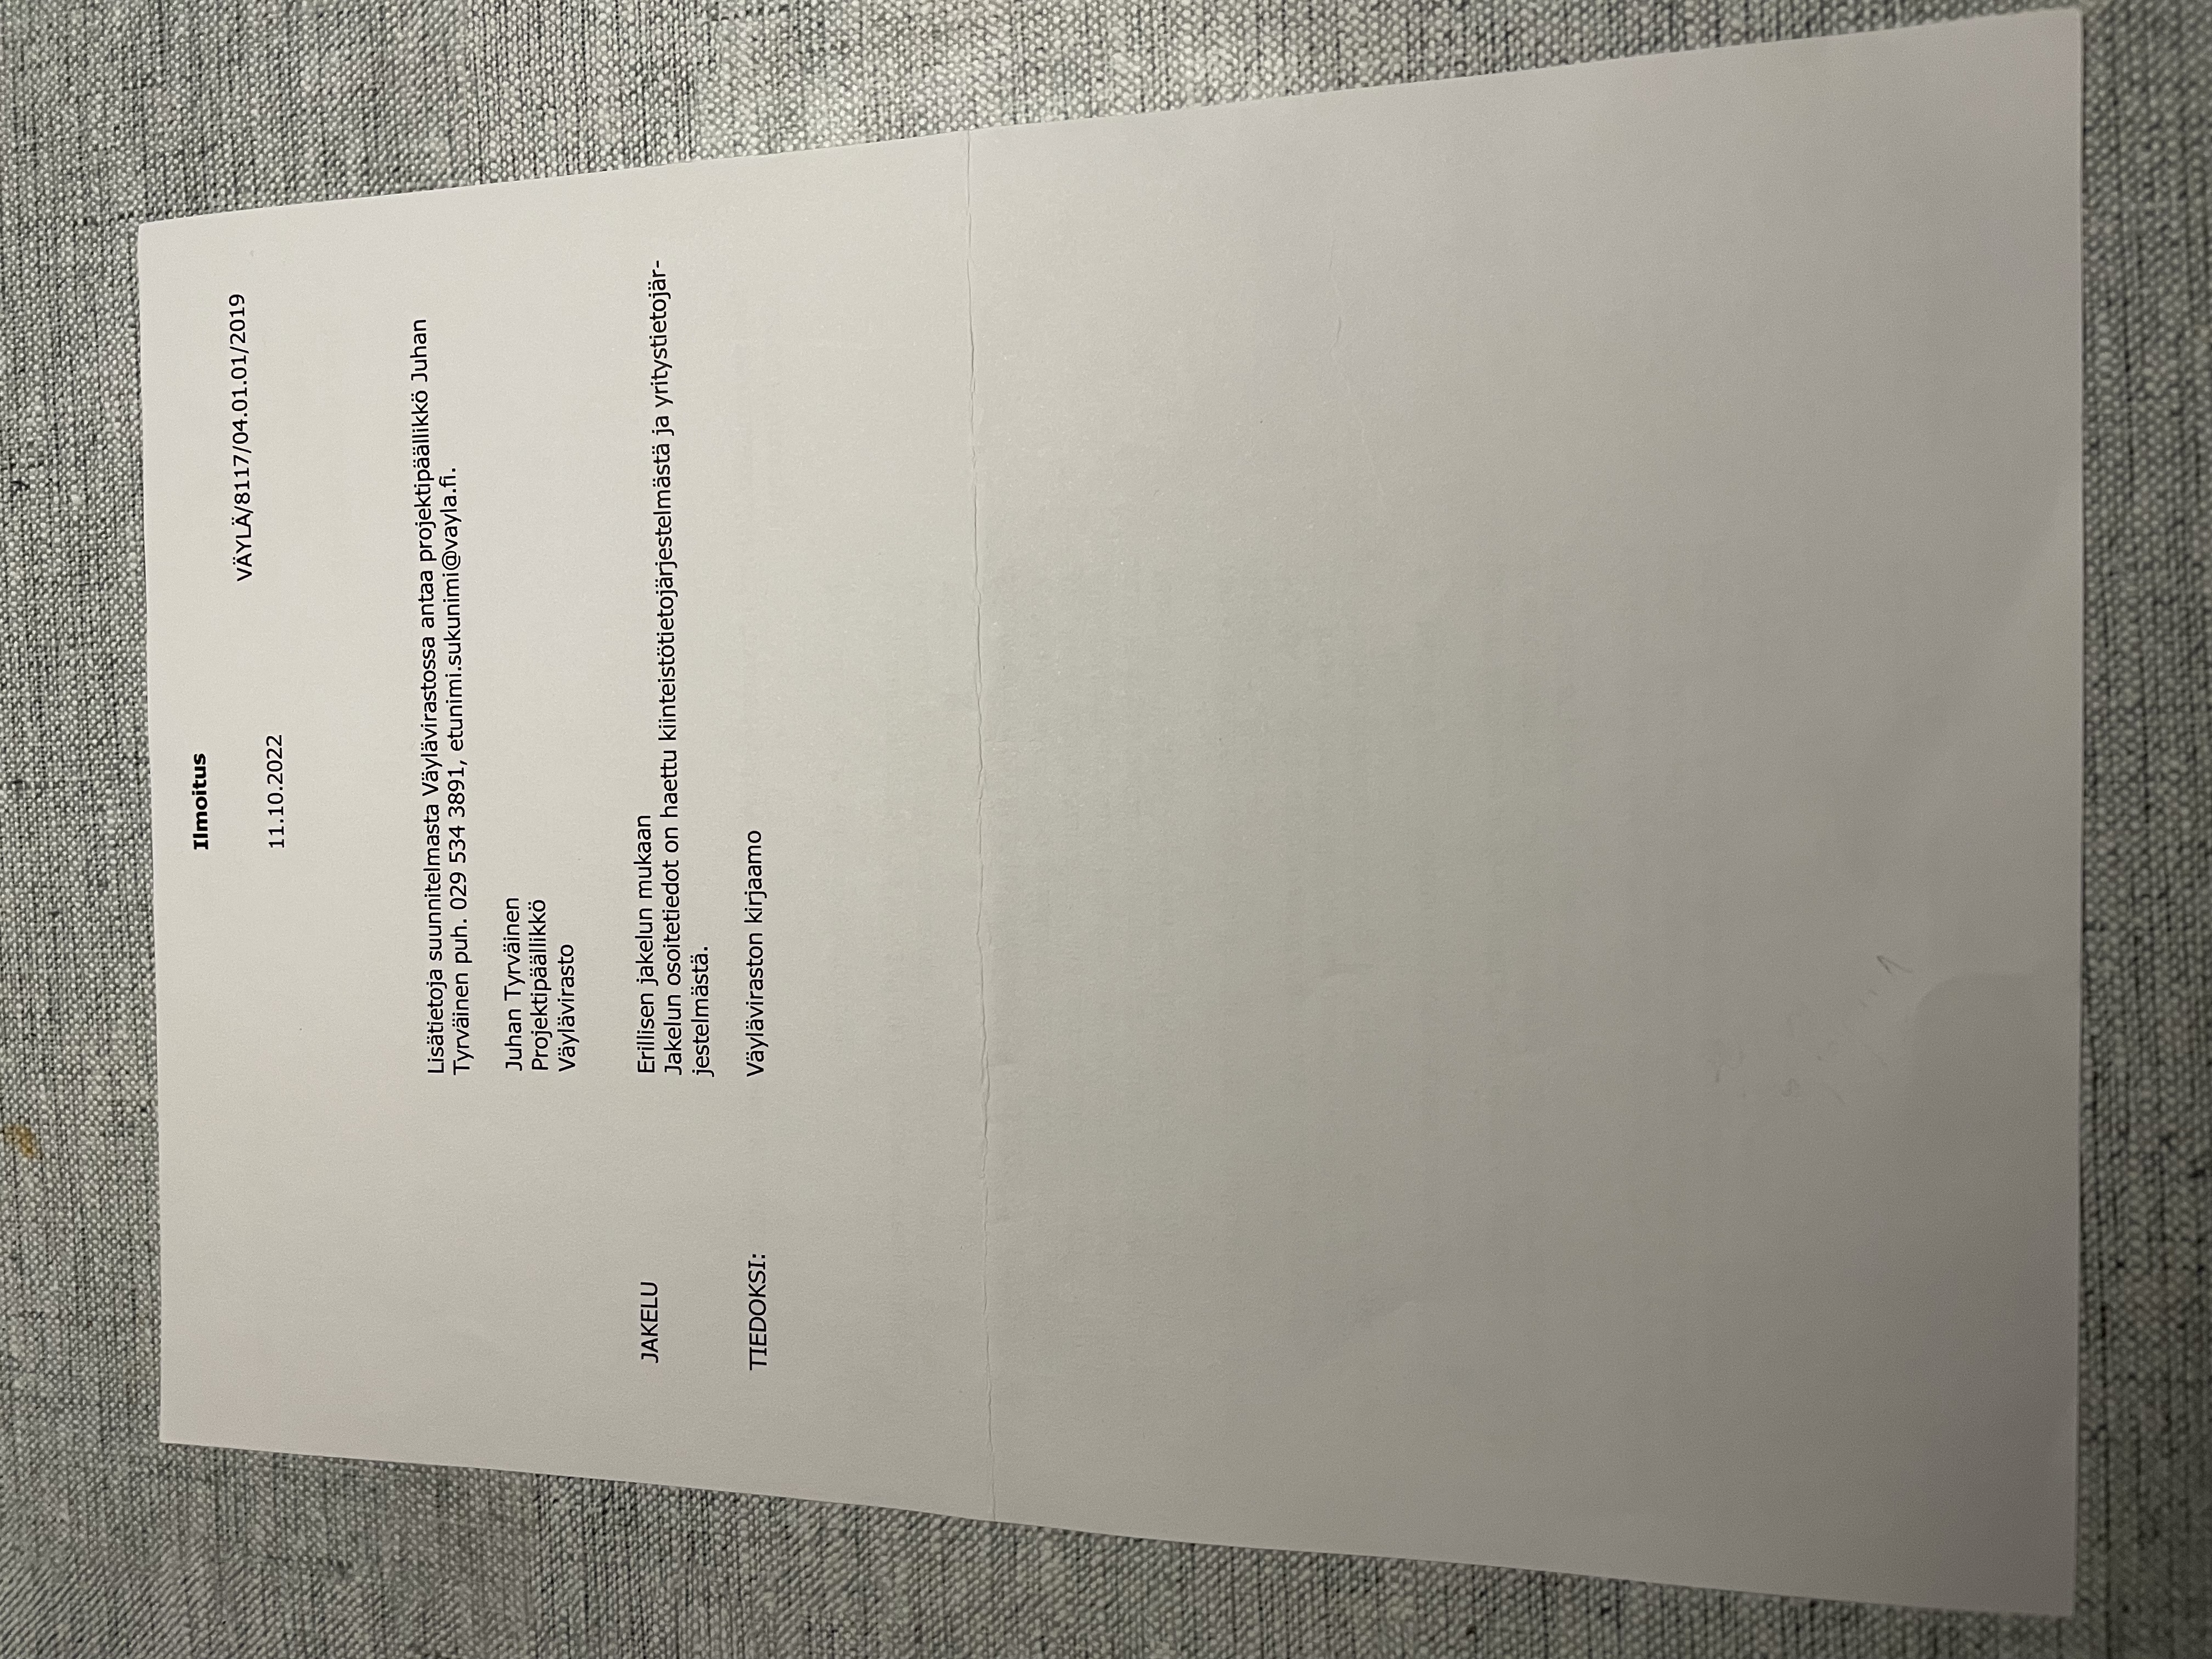 Ilmoitus
VÄYLÄ/8117/04.01.01/2019
11.10.2022
Lisätietoja suunnitelmasta Väylävirastossa antaa projektipäällikkö Juhan
Tyrväinen puh. 029 534 3891, etunimi.sukunimi@vayla.fi.
Juhan Tyrväinen
Projektipäällikkö
Väylävirasto
JAKELU
Erillisen jakelun mukaan
Jakelun osoitetiedot on haettu kiinteistötietojärjestelmästä ja yritystietojär-
jestelmästä.
TIEDOKSI:
Väyläviraston kirjaamo